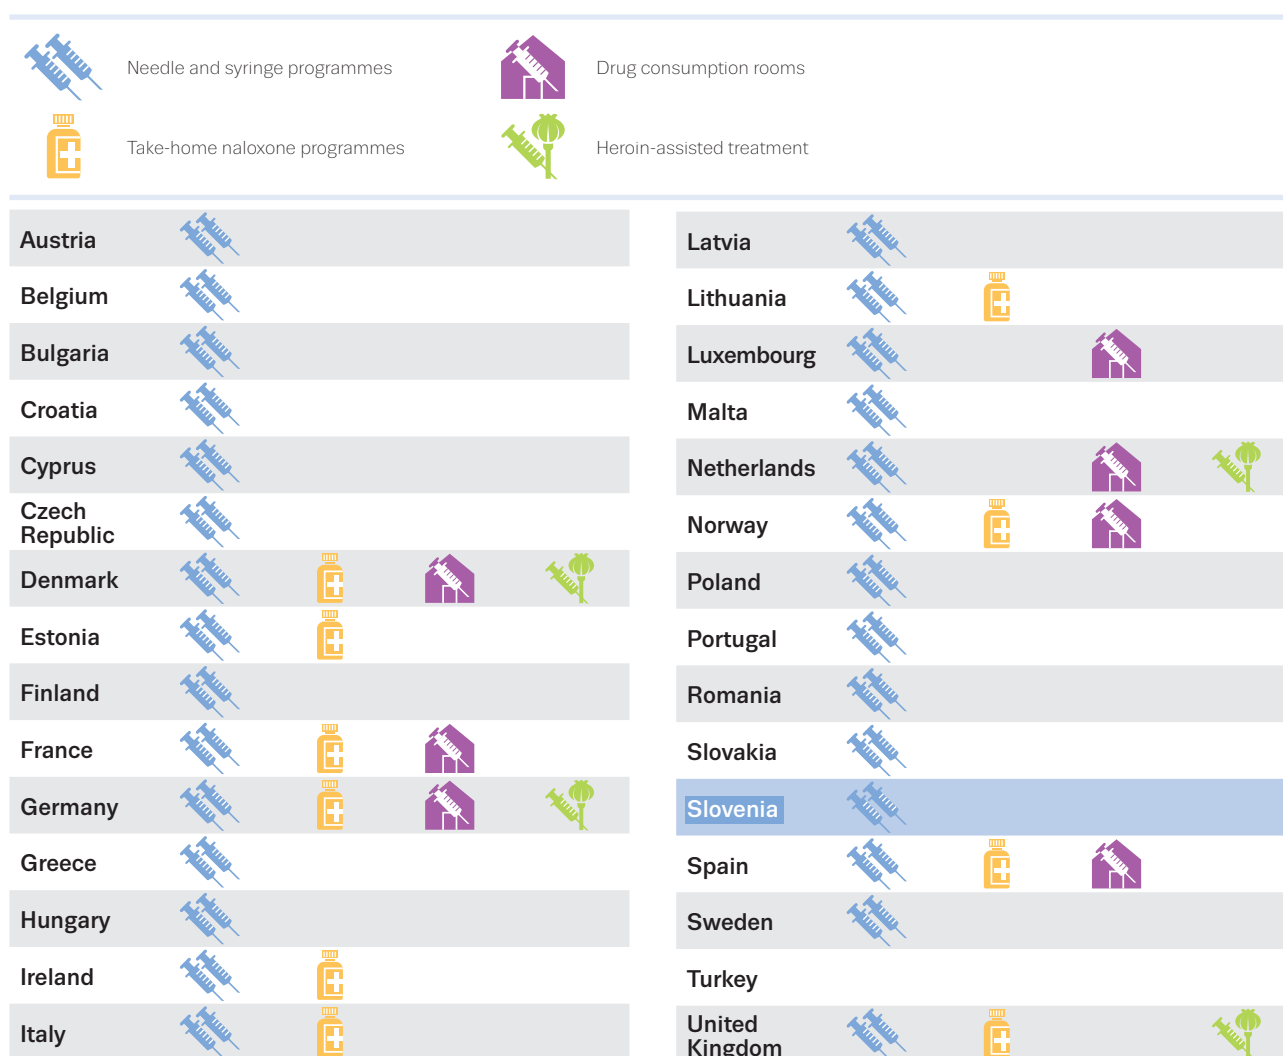 Needle and syringe programmes
Drug consumption rooms
Take-home naloxone programmes
Heroin-assisted treatment
Austria
Belgium
Bulgaria
Croatia
Cyprus
Czech
Republic
Denmark
Estonia
Finland
France
Germany
Greece
Hungary
Ireland
Italy
Latvia
Lithuania
Luxembourg
Malta
Netherlands
Norway
Poland
Portugal
Romania
Slovakia
Slovenia
Spain
Sweden
Turkey
United
Kingdom